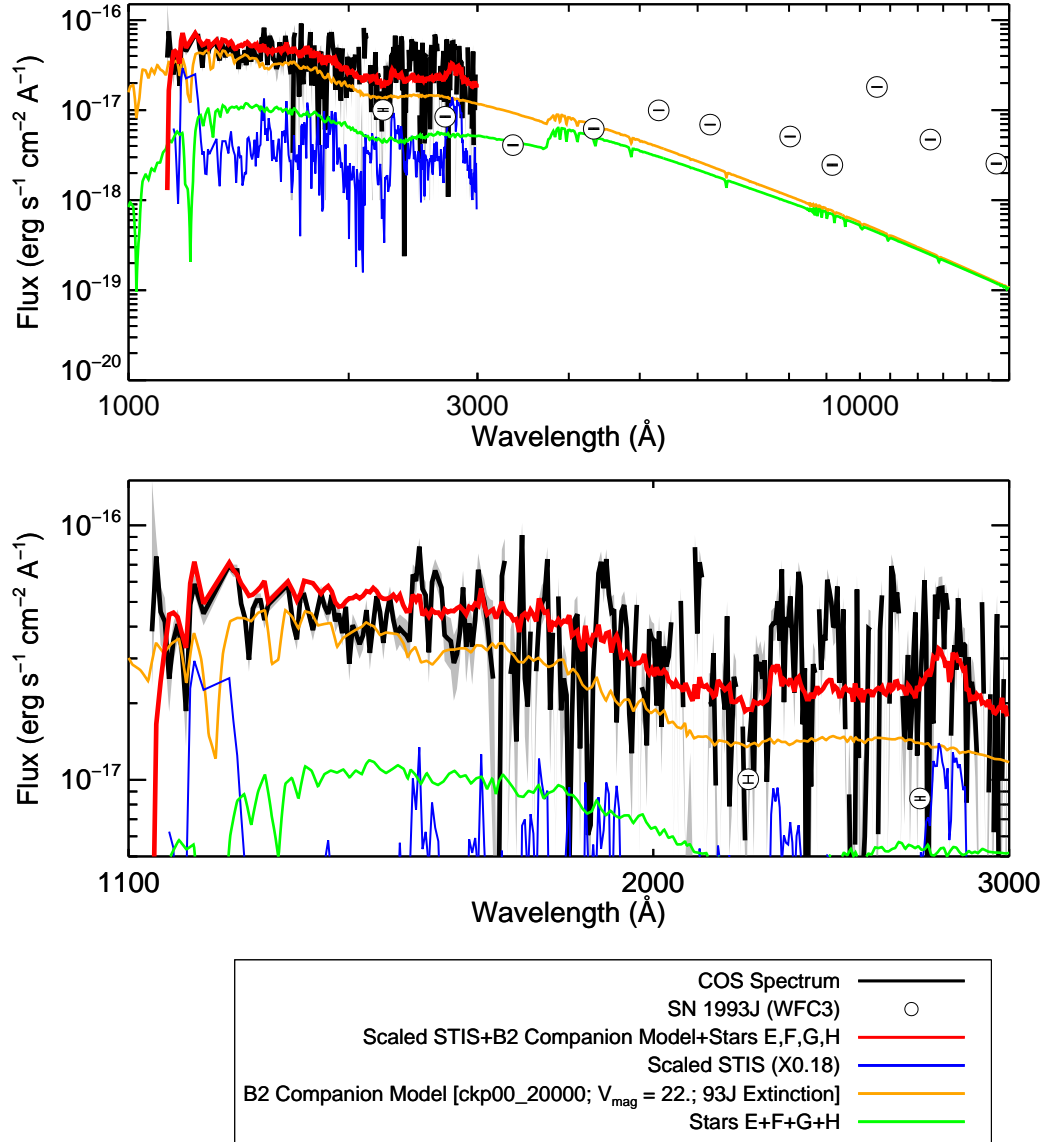 10⁻¹⁶
10⁻¹⁷
10⁻¹⁸
10⁻¹⁹
10⁻²⁰
Flux (erg s⁻¹ cm⁻² A⁻¹)
1000
3000
10000
Wavelength (Å)
10⁻¹⁶
10⁻¹⁷
Flux (erg s⁻¹ cm⁻² A⁻¹)
1100
2000
3000
Wavelength (Å)
COS Spectrum
SN 1993J (WFC3)
Scaled STIS+B2 Companion Model+Stars E,F,G,H
Scaled STIS (X0.18)
B2 Companion Model [ckp00_20000; Vmag = 22.; 93J Extinction]
Stars E+F+G+H